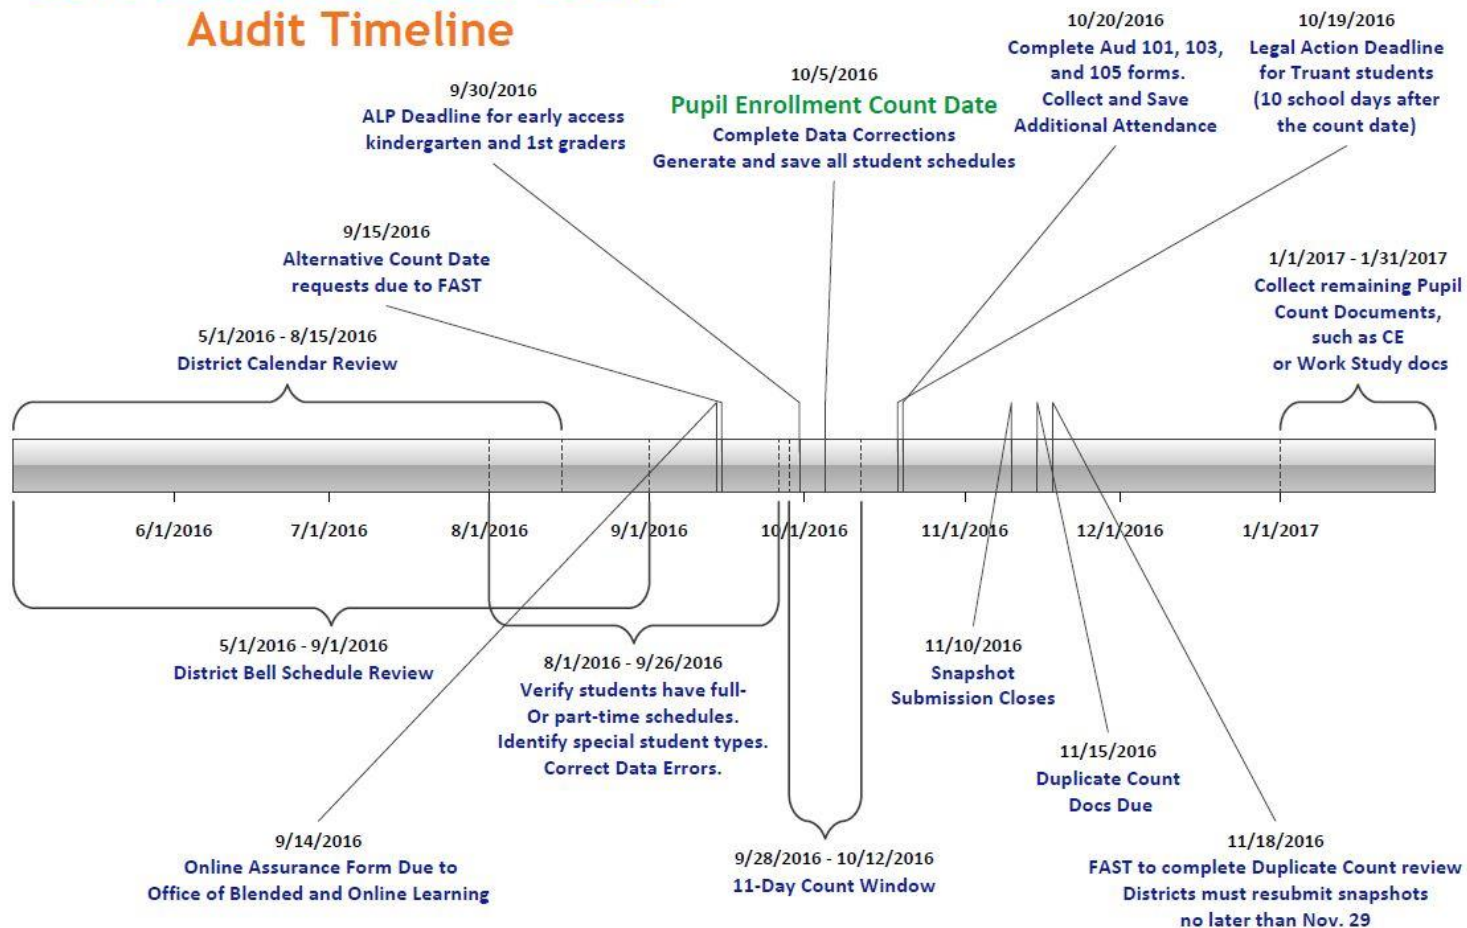 Audit Timeline
9/30/2016
ALP Deadline for early access
kindergarten and 1st graders
10/5/2016
Pupil Enrollment Count Date
Complete Data Corrections
Generate and save all student schedules
10/20/2016
Complete Aud 101, 103,
and 105 forms.
Collect and Save
Additional Attendance
10/19/2016
Legal Action Deadline
for Truant students
(10 school days after
the count date)
9/15/2016
Alternative Count Date
requests due to FAST
5/1/2016 - 8/15/2016
District Calendar Review
1/1/2017 - 1/31/2017
Collect remaining Pupil
Count Documents,
such as CE
or Work Study docs
6/1/2016
7/1/2016
8/1/2016
9/1/2016
10/1/2016
11/1/2016
12/1/2016
1/1/2017
5/1/2016 - 9/1/2016
District Bell Schedule Review
8/1/2016 - 9/26/2016
Verify students have full-
Or part-time schedules.
Identify special student types.
Correct Data Errors.
11/10/2016
Snapshot
Submission Closes
11/15/2016
Duplicate Count
Docs Due
9/14/2016
Online Assurance Form Due to
Office of Blended and Online Learning
9/28/2016 - 10/12/2016
11-Day Count Window
11/18/2016
FAST to complete Duplicate Count review
Districts must resubmit snapshots
no later than Nov. 29